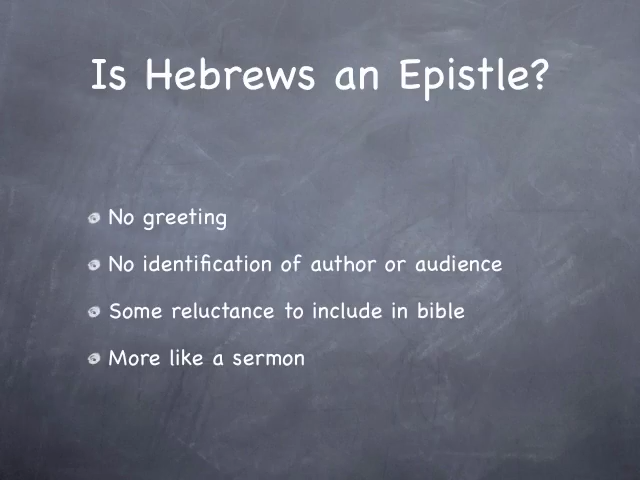 Is Hebrews an Epistle?
No greeting
No identification of author or audience
Some reluctance to include in bible
More like a sermon